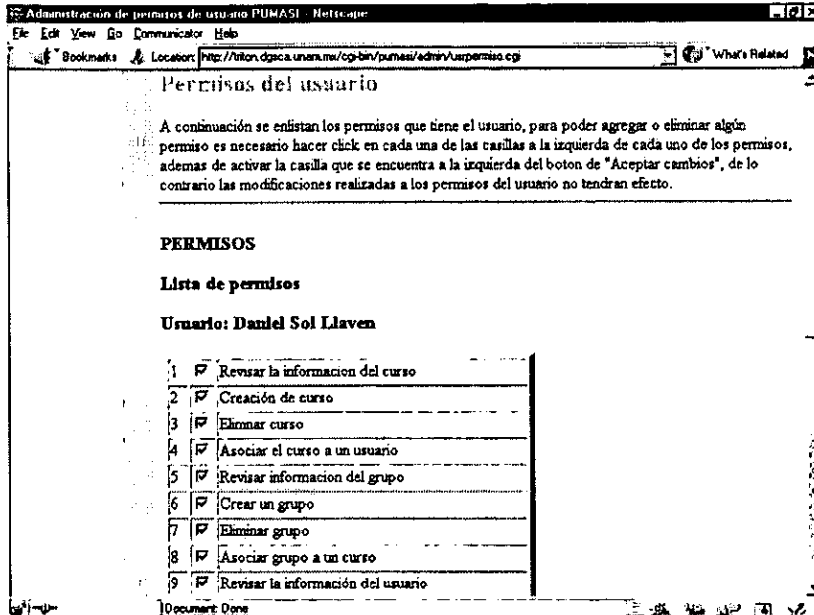 Administración de permisos de usuario PUMASI - Netscape
File Edit View Go Communicator Help
Bookmarks Location: http://triton.dgsca.unam.mx/cgi-bin/pumasi/admin/usrpermiso.cgi What's Related
Permisos del usuario
A continuación se enlistan los permisos que tiene el usuario, para poder agregar o eliminar algún
permiso es necesario hacer click en cada una de las casillas a la izquierda de cada uno de los permisos,
ademas de activar la casilla que se encuentra a la izquierda del boton de "Aceptar cambios", de lo
contrario las modificaciones realizadas a los permisos del usuario no tendran efecto.
PERMISOS
Lista de permisos
Usuario: Daniel Sol Llaven
1 Revisar la informacion del curso
2 Creación de curso
3 Elimnar curso
4 Asociar el curso a un usuario
5 Revisar informacion del grupo
6 Crear un grupo
7 Eliminar grupo
8 Asociar grupo a un curso
9 Revisar la información del usuario
Document: Done